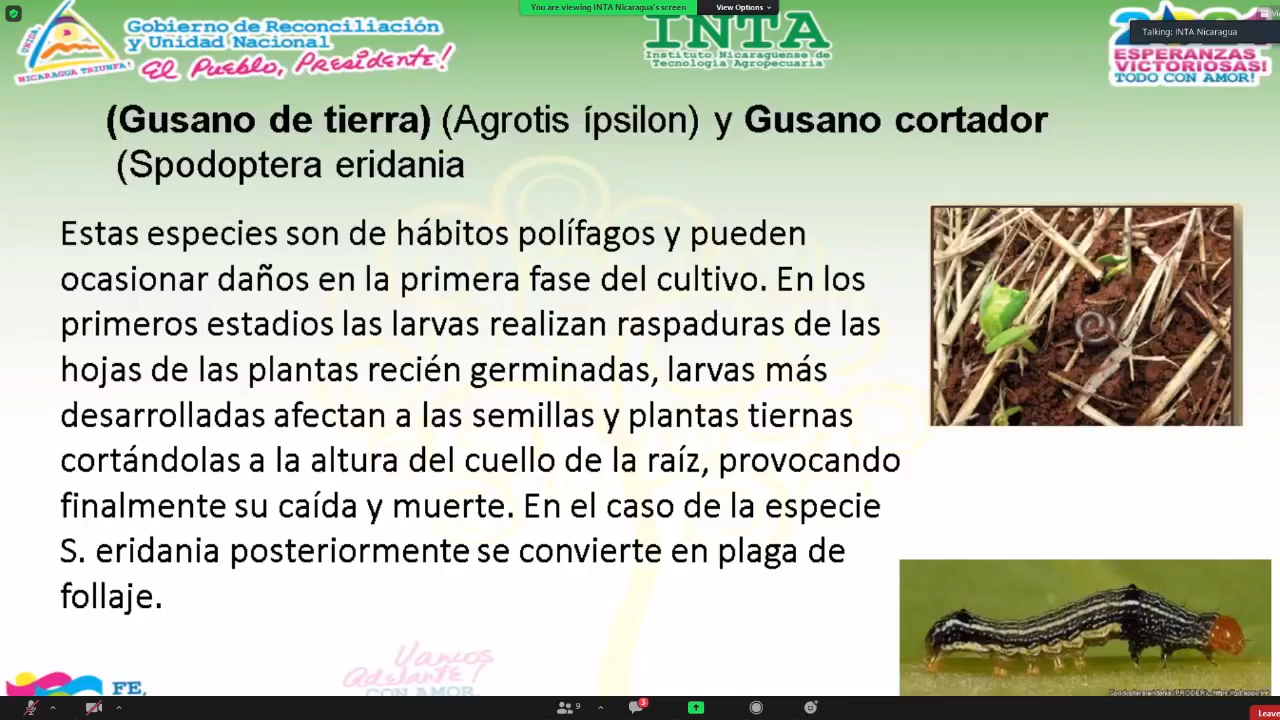 You are viewing INTA Nicaragua's screen
View Options
Talking: INTA Nicaragua
Gobierno de Reconciliación
y Unidad Nacional
El Pueblo, Presidente!
UNIDA
NICARAGUA TRIUNFA!
INTA
Instituto Nicaragüense de
Tecnología Agropecuaria
ESPERANZAS
VICTORIOSAS!
TODO CON AMOR!
(Gusano de tierra) (Agrotis ípsilon) y Gusano cortador
(Spodoptera eridania
Estas especies son de hábitos polífagos y pueden
ocasionar daños en la primera fase del cultivo. En los
primeros estadios las larvas realizan raspaduras de las
hojas de las plantas recién germinadas, larvas más
desarrolladas afectan a las semillas y plantas tiernas
cortándolas a la altura del cuello de la raíz, provocando
finalmente su caída y muerte. En el caso de la especie
S. eridania posteriormente se convierte en plaga de
follaje.
Vamos
Adelante!
CON AMOR,
FE,
9
3
Leave